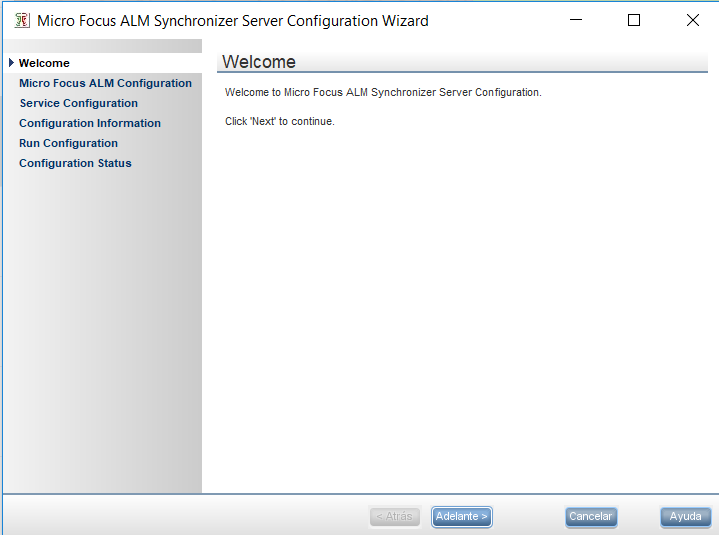 Micro Focus ALM Synchronizer Server Configuration Wizard
Welcome
Micro Focus ALM Configuration
Service Configuration
Configuration Information
Run Configuration
Configuration Status
Welcome
Welcome to Micro Focus ALM Synchronizer Server Configuration.
Click 'Next' to continue.
< Atrás
Adelante >
Cancelar
Ayuda